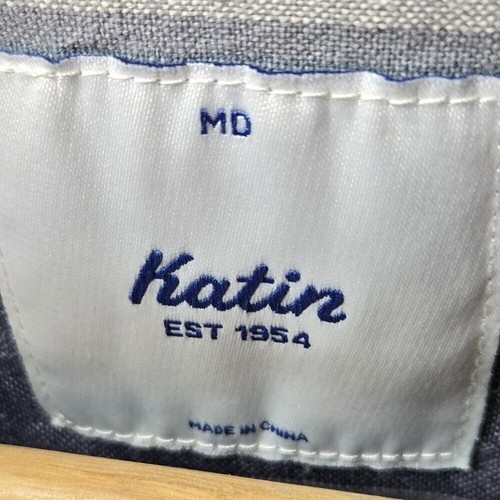 MD
Katin
EST 1954
MADE IN CHINA